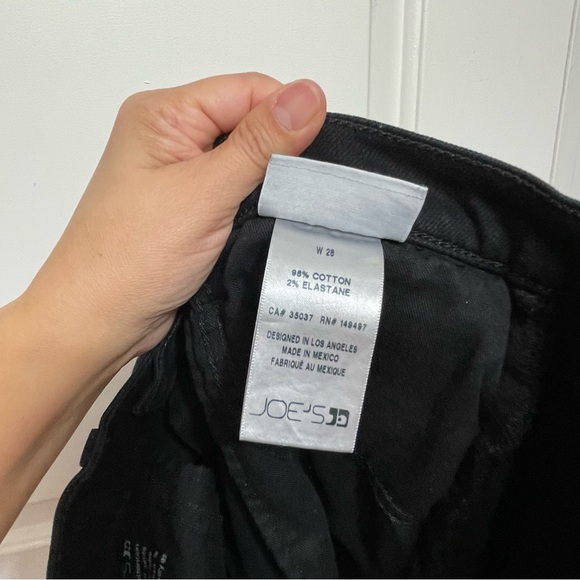 W 28
98% COTTON
2% ELASTANE
CA# 35037 RN# 149497
DESIGNED IN LOS ANGELES
MADE IN MEXICO
FABRIQUÉ AU MEXIQUE
JOE'S